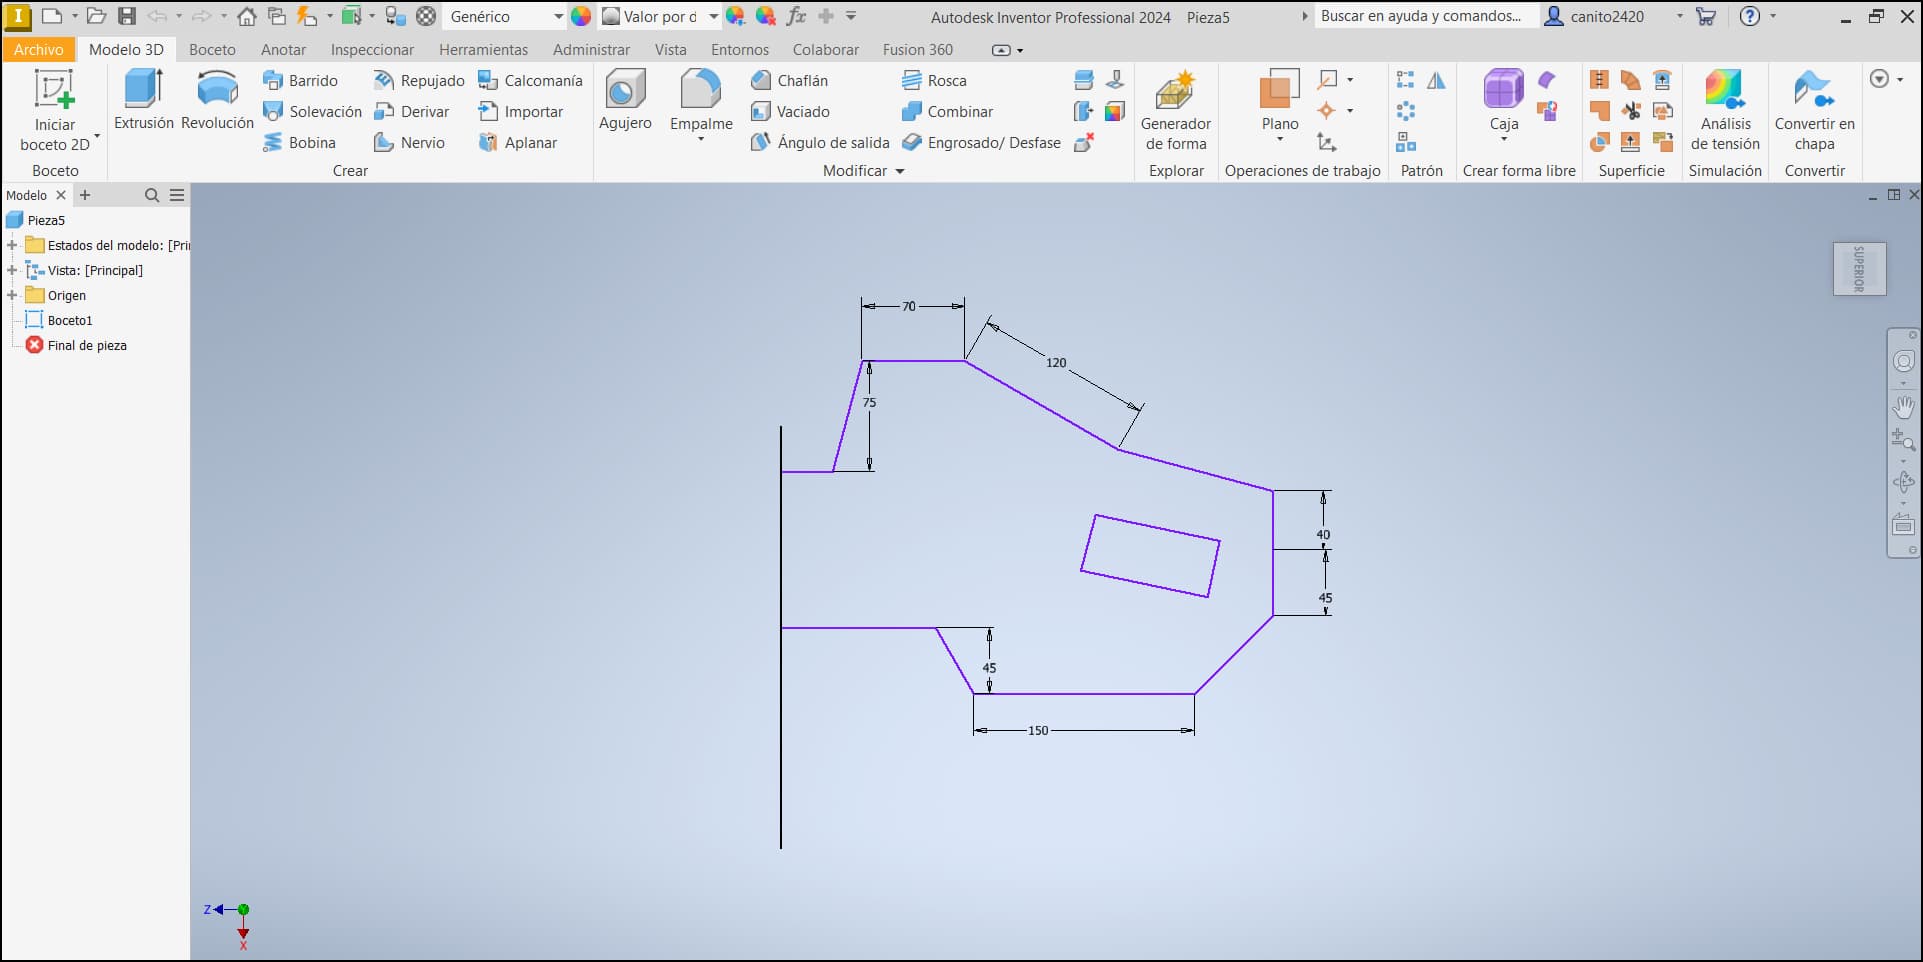 I Genérico Valor por d fx Autodesk Inventor Professional 2024 Pieza5 Buscar en ayuda y comandos... canito2420 ?
Archivo Modelo 3D Boceto Anotar Inspeccionar Herramientas Administrar Vista Entornos Colaborar Fusion 360
Iniciar
boceto 2D
Boceto
Extrusión
Revolución
Barrido
Solevación
Bobina
Repujado
Derivar
Nervio
Calcomanía
Importar
Aplanar
Crear
Agujero
Empalme
Chaflán
Vaciado
Ángulo de salida
Rosca
Combinar
Engrosado/ Desfase
Modificar
Generador
de forma
Explorar
Plano
Operaciones de trabajo
Patrón
Caja
Crear forma libre
Superficie
Análisis
de tensión
Simulación
Convertir en
chapa
Convertir
Modelo
Pieza5
Estados del modelo: [Pri
Vista: [Principal]
Origen
Boceto1
Final de pieza
SUPERIOR
70
120
75
40
45
45
150
Z
X